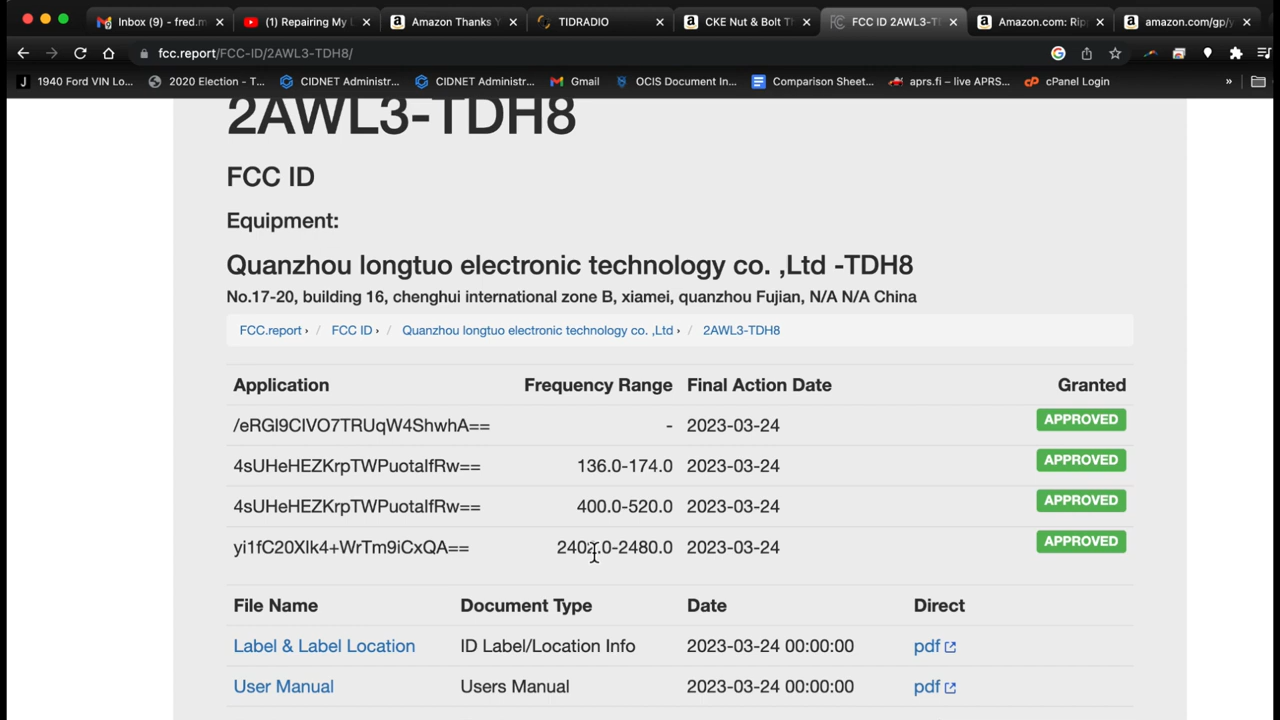 Inbox (9) - fred.m
(1) Repairing My L
Amazon Thanks Y
TIDRADIO
CKE Nut & Bolt Th
FCC ID 2AWL3-T
Amazon.com: Rip
amazon.com/gp/y
fcc.report/FCC-ID/2AWL3-TDH8/
1940 Ford VIN Lo...
2020 Election - T...
CIDNET Administr...
CIDNET Administr...
Gmail
OCIS Document In...
Comparison Sheet...
aprs.fi – live APRS...
cPanel Login
2AWL3-TDH8
FCC ID
Equipment:
Quanzhou longtuo electronic technology co. ,Ltd -TDH8
No.17-20, building 16, chenghui international zone B, xiamei, quanzhou Fujian, N/A N/A China
FCC.report › / FCC ID › / Quanzhou longtuo electronic technology co. ,Ltd › / 2AWL3-TDH8
Application Frequency Range Final Action Date Granted
/eRGl9CIVO7TRUqW4ShwhA== - 2023-03-24 APPROVED
4sUHeHEZKrpTWPuotaIfRw== 136.0-174.0 2023-03-24 APPROVED
4sUHeHEZKrpTWPuotaIfRw== 400.0-520.0 2023-03-24 APPROVED
yi1fC20XIk4+WrTm9iCxQA== 2402.0-2480.0 2023-03-24 APPROVED
File Name Document Type Date Direct
Label & Label Location ID Label/Location Info 2023-03-24 00:00:00 pdf
User Manual Users Manual 2023-03-24 00:00:00 pdf